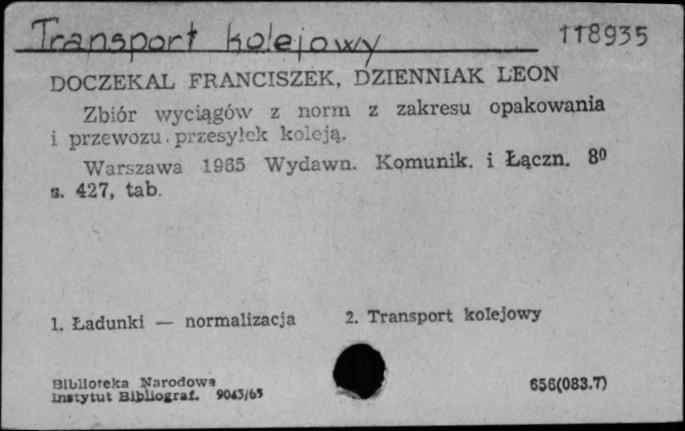 Transport kolejowy 118935
DOCZEKAL FRANCISZEK, DZIENNIAK LEON
Zbiór wyciągów z norm z zakresu opakowania
i przewozu przesyłek koleją.
Warszawa 1965 Wydawn. Komunik. i Łączn. 8⁰
s. 427, tab.
1. Ładunki — normalizacja 2. Transport kolejowy
Biblioteka Narodowa 656(083.7)
Instytut Bibliograf. 9043/65